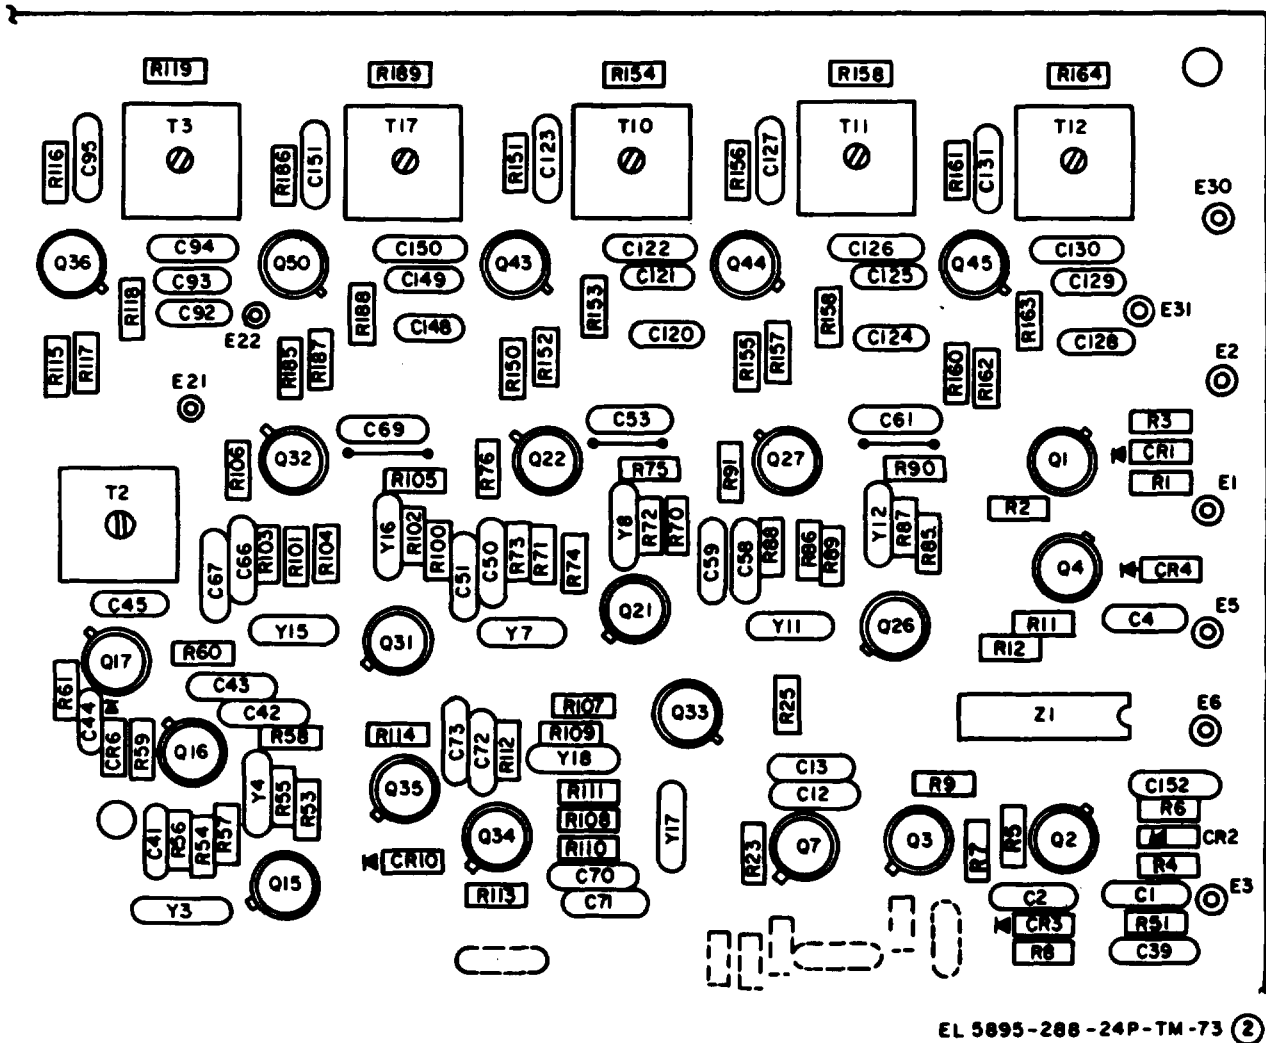 R119
R189
R154
R158
R164
T3
T17
T10
T11
T12
R116
C95
R186
C151
R151
C123
R156
C127
R161
C131
E30
Q36
C94
Q50
C150
Q43
C122
Q44
C126
Q45
C130
C93
C149
C121
C125
C129
R118
C92
E22
R188
C148
R153
C120
R158
C124
R163
C128
E31
R115
R117
R185
R187
R150
R152
R155
R157
R160
R162
E2
E21
C69
C53
C61
R3
R106
Q32
R76
Q22
R91
Q27
Q1
CR1
R105
R75
R90
R1
E1
T2
R2
Y16
R102
R100
Y8
R72
R70
Y12
R87
R85
C67
C66
R103
R101
R104
C51
C50
R73
R71
R74
C59
C58
R88
R86
R89
Q4
CR4
C45
Q21
C4
E5
Y15
Q31
Y7
Y11
Q26
R11
R12
Q17
R60
R61
C43
C44
C42
R25
Q33
R107
Z1
E6
CR6
R59
Q16
R58
R114
C73
C72
R112
R109
Y18
C13
C12
R9
C152
R6
Y4
R55
R53
Q35
R111
R108
R110
Y17
C41
R56
R54
R57
Q34
R23
Q7
Q3
R7
R5
Q2
CR2
R4
CR10
Q15
C70
C71
R113
Y3
C2
C1
E3
CR3
R51
R8
C39
EL 5895-288-24P-TM-73 2